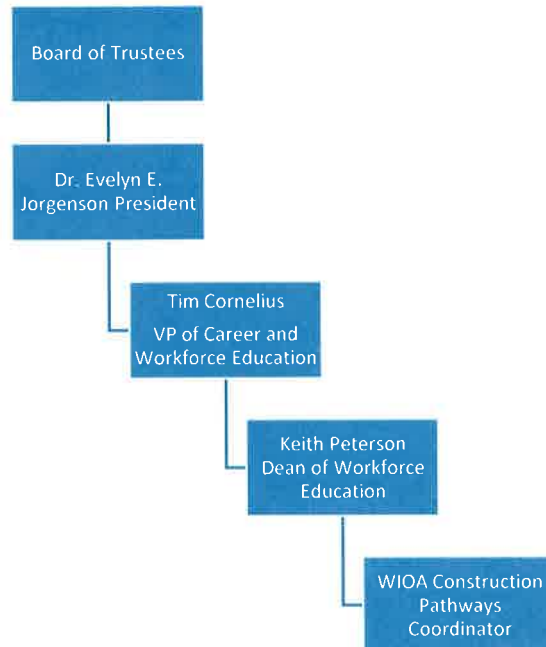 Board of Trustees
Dr. Evelyn E.
Jorgenson President
Tim Cornelius
VP of Career and
Workforce Education
Keith Peterson
Dean of Workforce
Education
WIOA Construction
Pathways
Coordinator